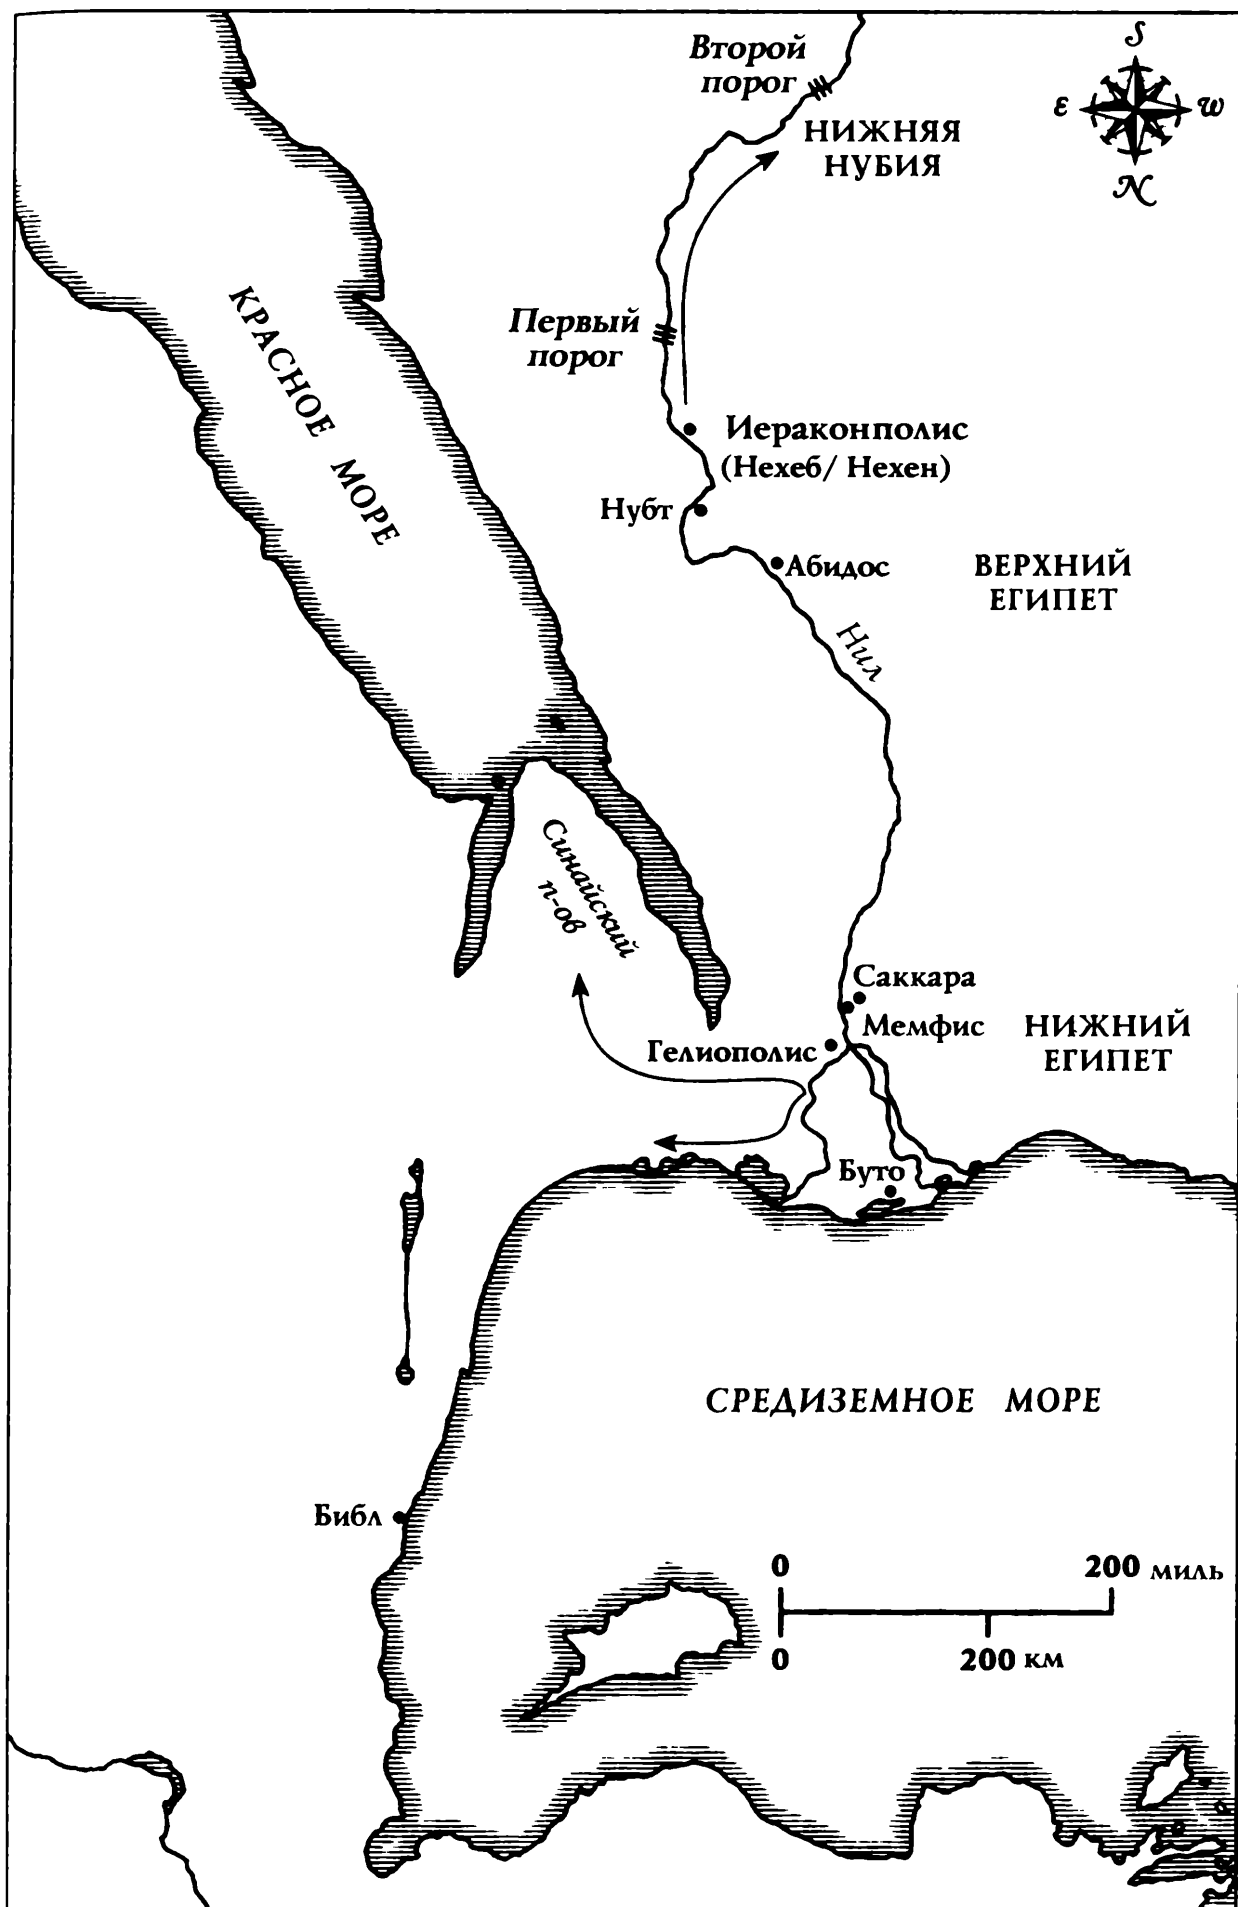 S
Второй
порог
E
W
НИЖНЯЯ
НУБИЯ
N
КРАСНОЕ МОРЕ
Первый
порог
Иераконполис
(Нехеб/ Нехен)
Нубт
Абидос
ВЕРХНИЙ
ЕГИПЕТ
Нил
Синайский
п-ов
Саккара
Мемфис
НИЖНИЙ
ЕГИПЕТ
Гелиополис
Буто
СРЕДИЗЕМНОЕ МОРЕ
Библ
0
200 миль
0
200 км